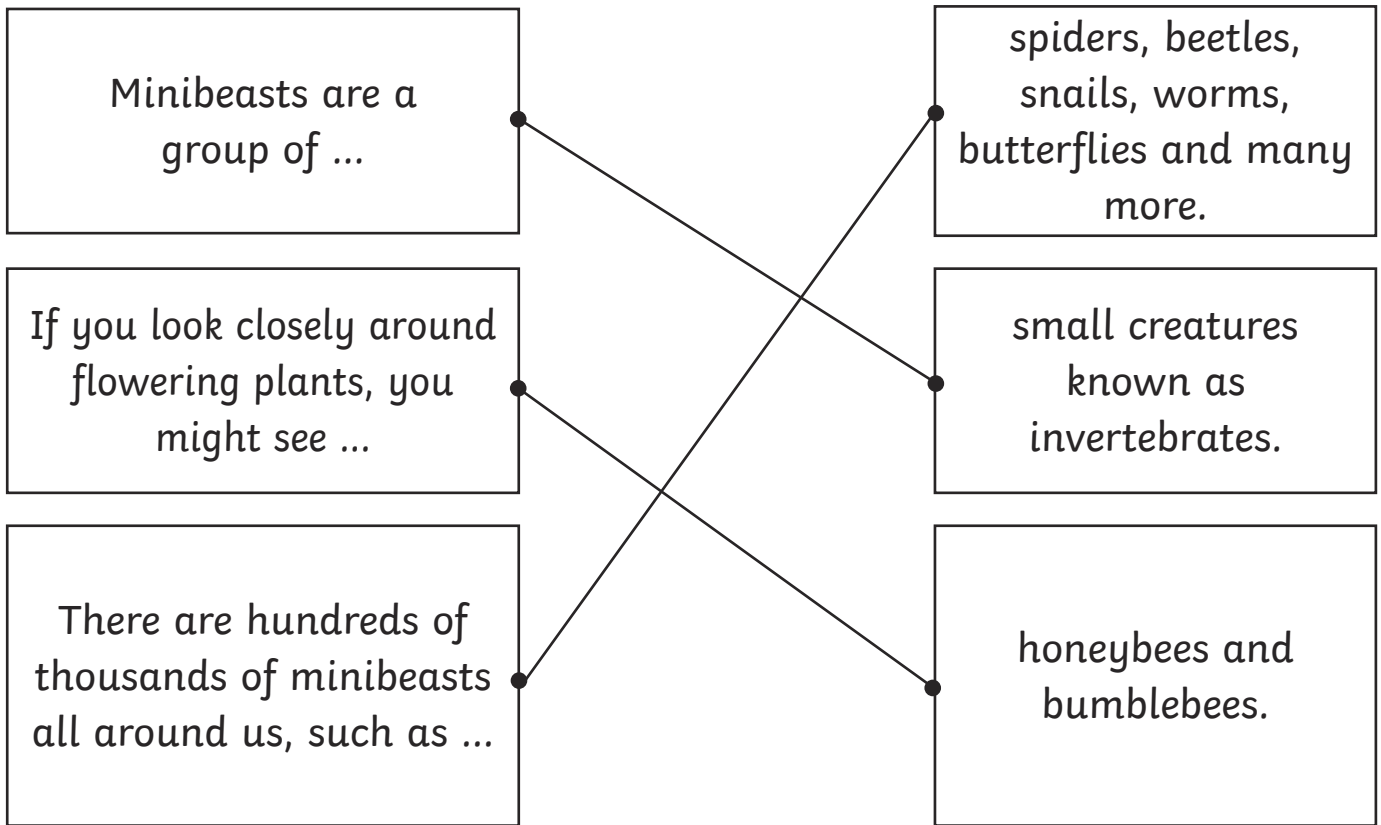 Minibeasts are a
group of ...
If you look closely around
flowering plants, you
might see ...
There are hundreds of
thousands of minibeasts
all around us, such as ...
spiders, beetles,
snails, worms,
butterflies and many
more.
small creatures
known as
invertebrates.
honeybees and
bumblebees.